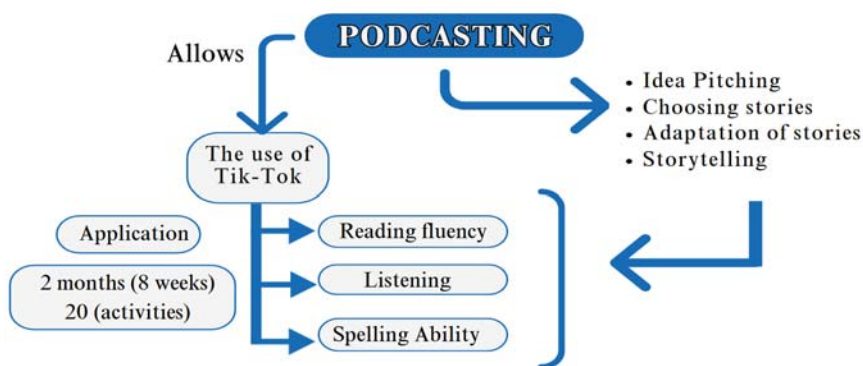 PODCASTING
Allows
• Idea Pitching
• Choosing stories
• Adaptation of stories
• Storytelling
The use of
Tik-Tok
Application
2 months (8 weeks)
20 (activities)
Reading fluency
Listening
Spelling Ability